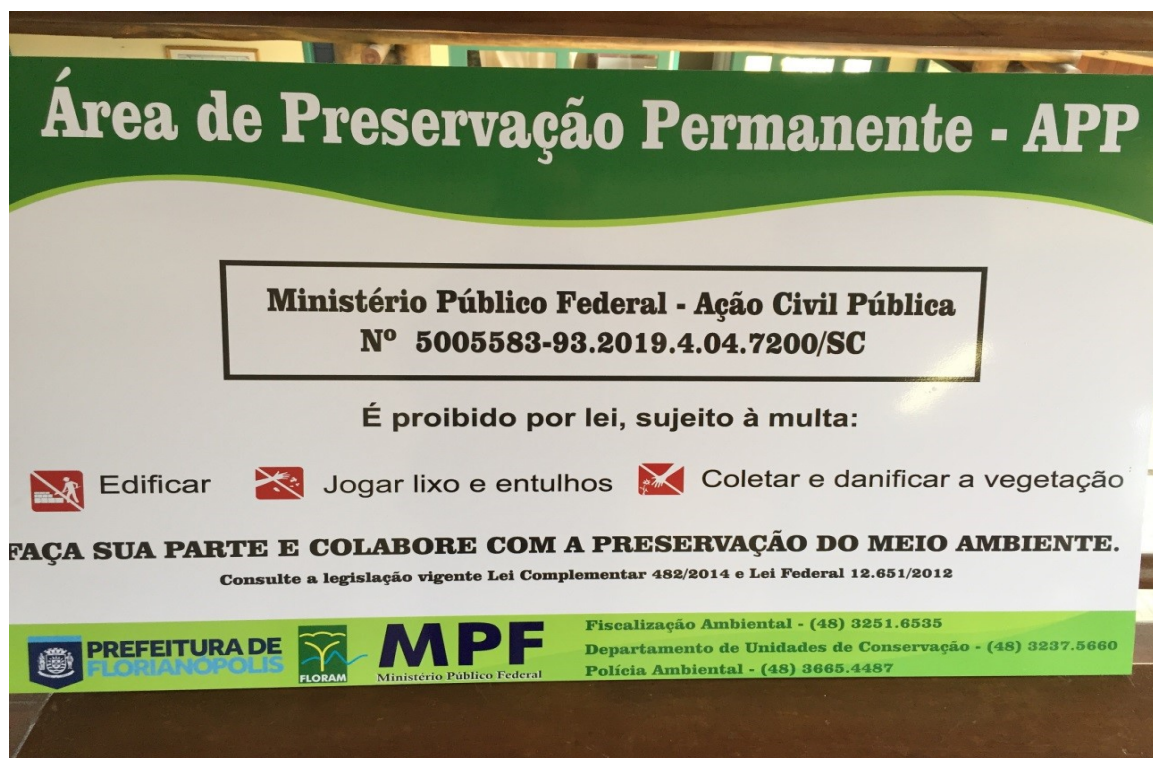 Área de Preservação Permanente - APP
Ministério Público Federal - Ação Civil Pública
Nº 5005583-93.2019.4.04.7200/SC
É proibido por lei, sujeito à multa:
Edificar Jogar lixo e entulhos Coletar e danificar a vegetação
FAÇA SUA PARTE E COLABORE COM A PRESERVAÇÃO DO MEIO AMBIENTE.
Consulte a legislação vigente Lei Complementar 482/2014 e Lei Federal 12.651/2012
PREFEITURA DE
FLORIANÓPOLIS
FLORAM
MPF
Ministério Público Federal
Fiscalização Ambiental - (48) 3251.6535
Departamento de Unidades de Conservação - (48) 3237.5660
Polícia Ambiental - (48) 3665.4487